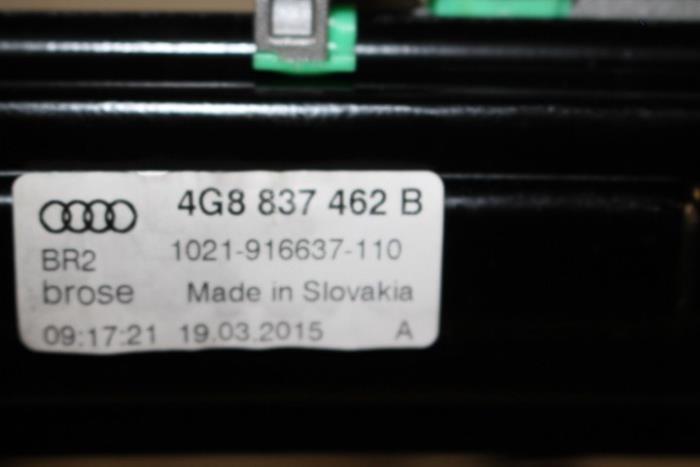 4G8 837 462 B
BR2 1021-916637-110
brose Made in Slovakia
09:17:21 19.03.2015 A